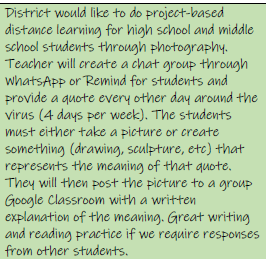 District would like to do project-based
distance learning for high school and middle
school students through photography.
Teacher will create a chat group through
WhatsApp or Remind for students and
provide a quote every other day around the
virus (4 days per week). The students
must either take a picture or create
something (drawing, sculpture, etc) that
represents the meaning of that quote.
They will then post the picture to a group
Google Classroom with a written
explanation of the meaning. Great writing
and reading practice if we require responses
from other students.